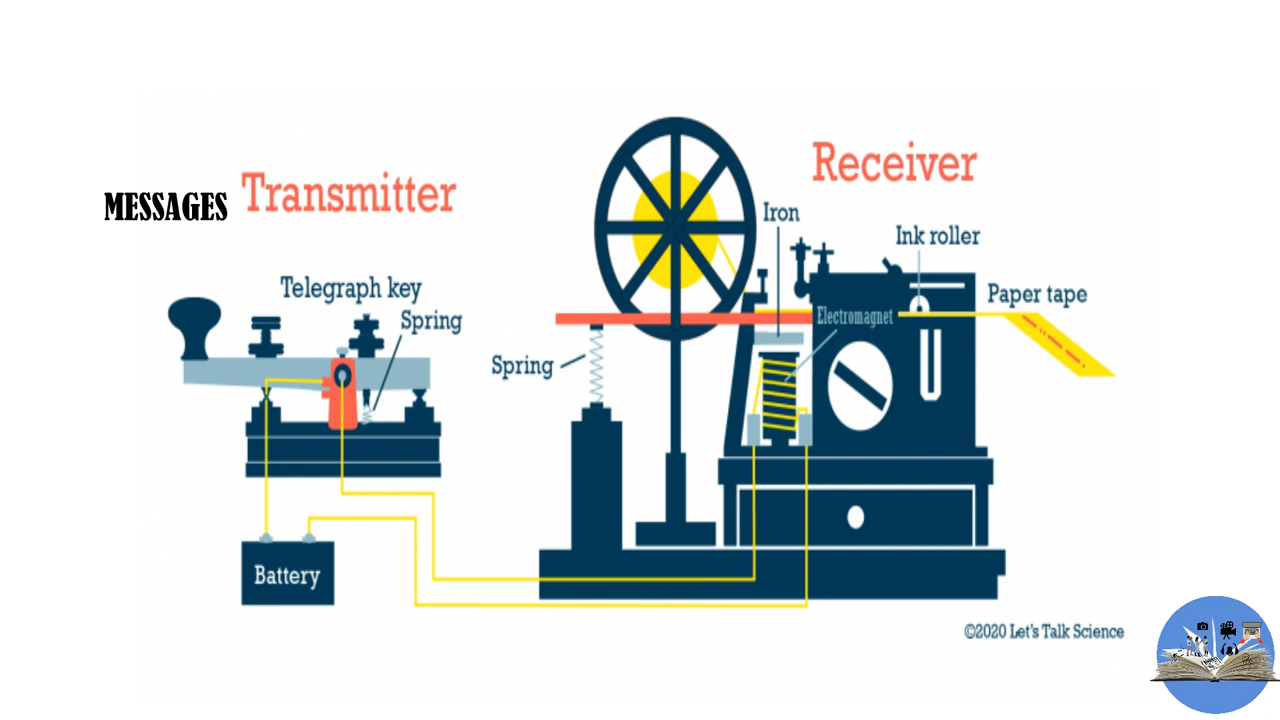 MESSAGES
Transmitter
Receiver
Iron
Ink roller
Telegraph key
Spring
Paper tape
Electromagnet
Spring
Battery
©2020 Let's Talk Science